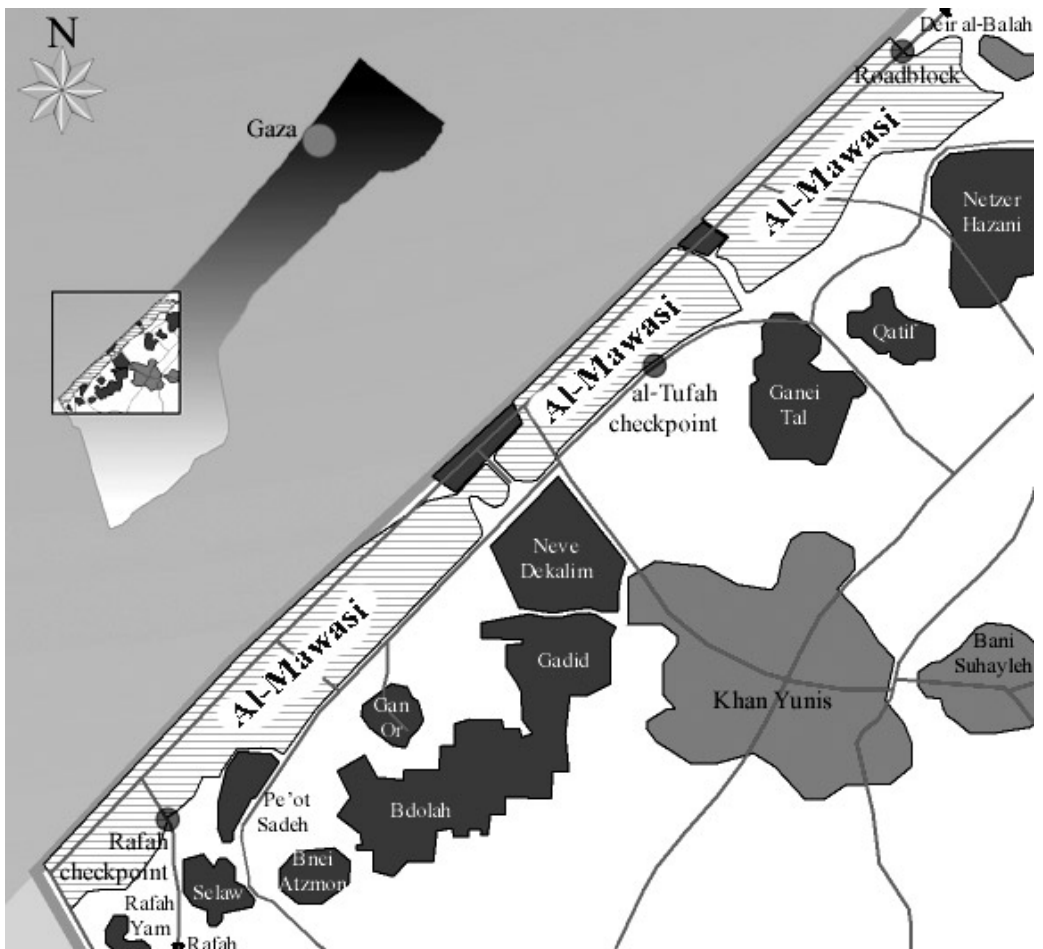 N
Deir al-Balah
Roadblock
Gaza
Al-Mawasi
Netzer
Hazani
Al-Mawasi
Qatif
al-Tufah
checkpoint
Ganei
Tal
Neve
Dekalim
Al-Mawasi
Gadid
Bani
Suhayleh
Khan Yunis
Gan
Or
Pe'ot
Sadeh
Bdolah
Rafah
checkpoint
Bnei
Atzmon
Selaw
Rafah
Yam
Rafah